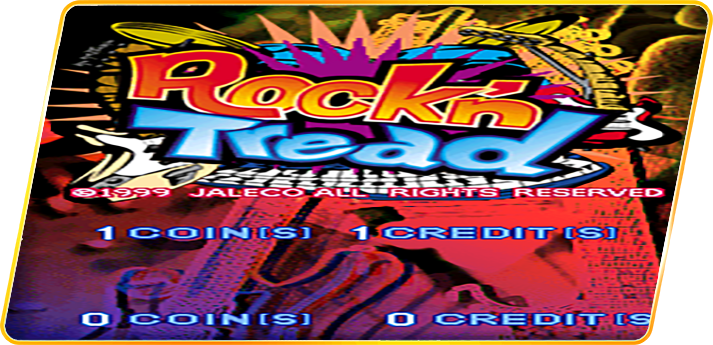 Rock'n
Tread
©1999 JALECO ALL RIGHTS RESERVED
1 COIN[S] 1 CREDIT[S]
0 COIN[S] 0 CREDIT[S